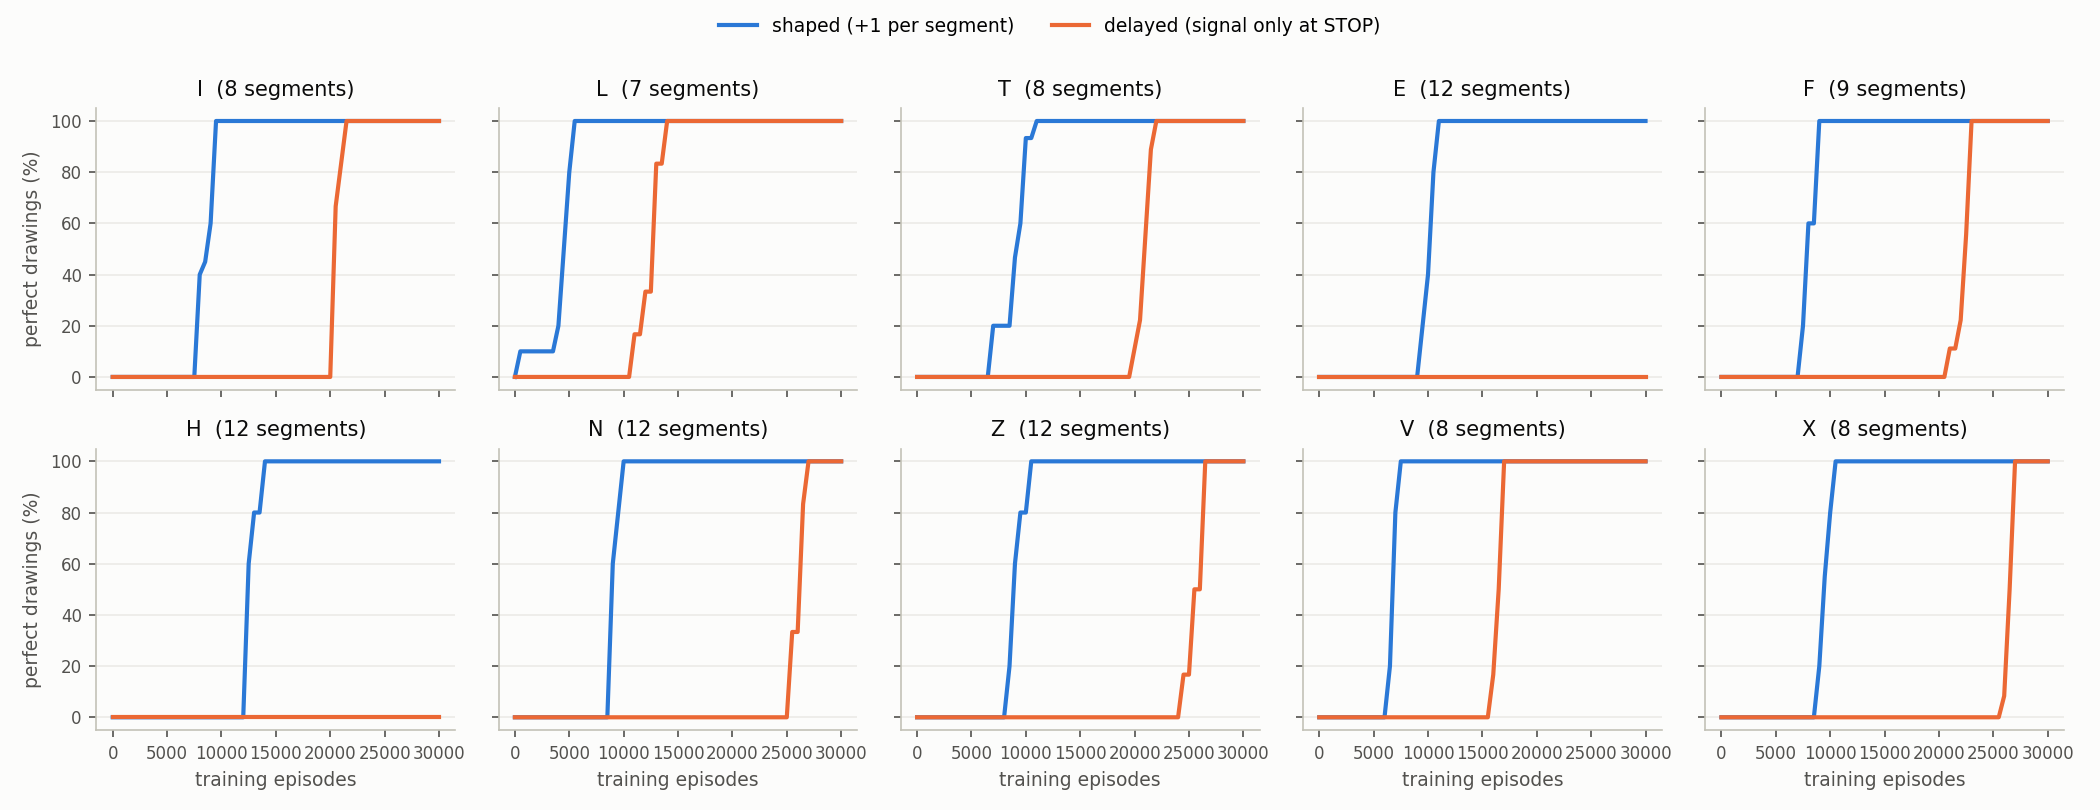 shaped (+1 per segment) delayed (signal only at STOP)
I (8 segments) L (7 segments) T (8 segments) E (12 segments) F (9 segments)
perfect drawings (%)
100
80
60
40
20
0
H (12 segments) N (12 segments) Z (12 segments) V (8 segments) X (8 segments)
perfect drawings (%)
100
80
60
40
20
0
0 5000 10000 15000 20000 25000 30000 0 5000 10000 15000 20000 25000 30000 0 5000 10000 15000 20000 25000 30000 0 5000 10000 15000 20000 25000 30000 0 5000 10000 15000 20000 25000 30000
training episodes training episodes training episodes training episodes training episodes